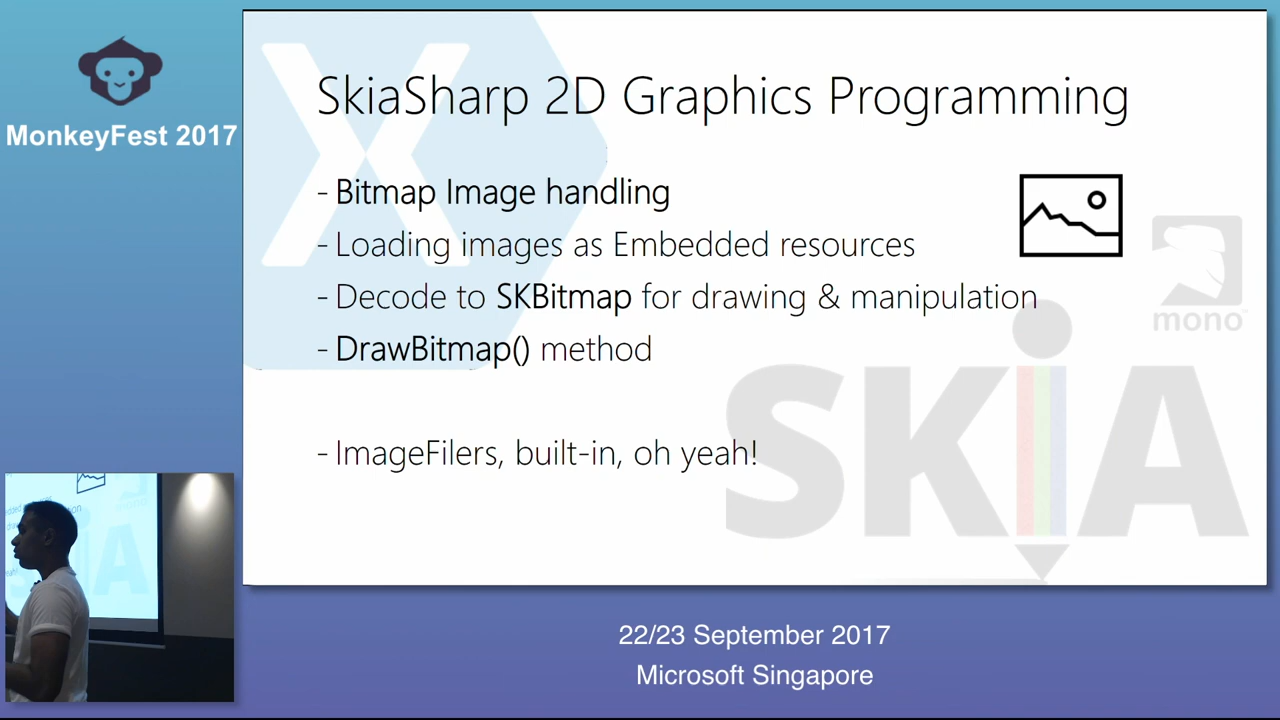 MonkeyFest 2017
SkiaSharp 2D Graphics Programming
- Bitmap Image handling
- Loading images as Embedded resources
- Decode to SKBitmap for drawing & manipulation
- DrawBitmap() method
- ImageFilers, built-in, oh yeah!
mono™
SKiA
22/23 September 2017
Microsoft Singapore